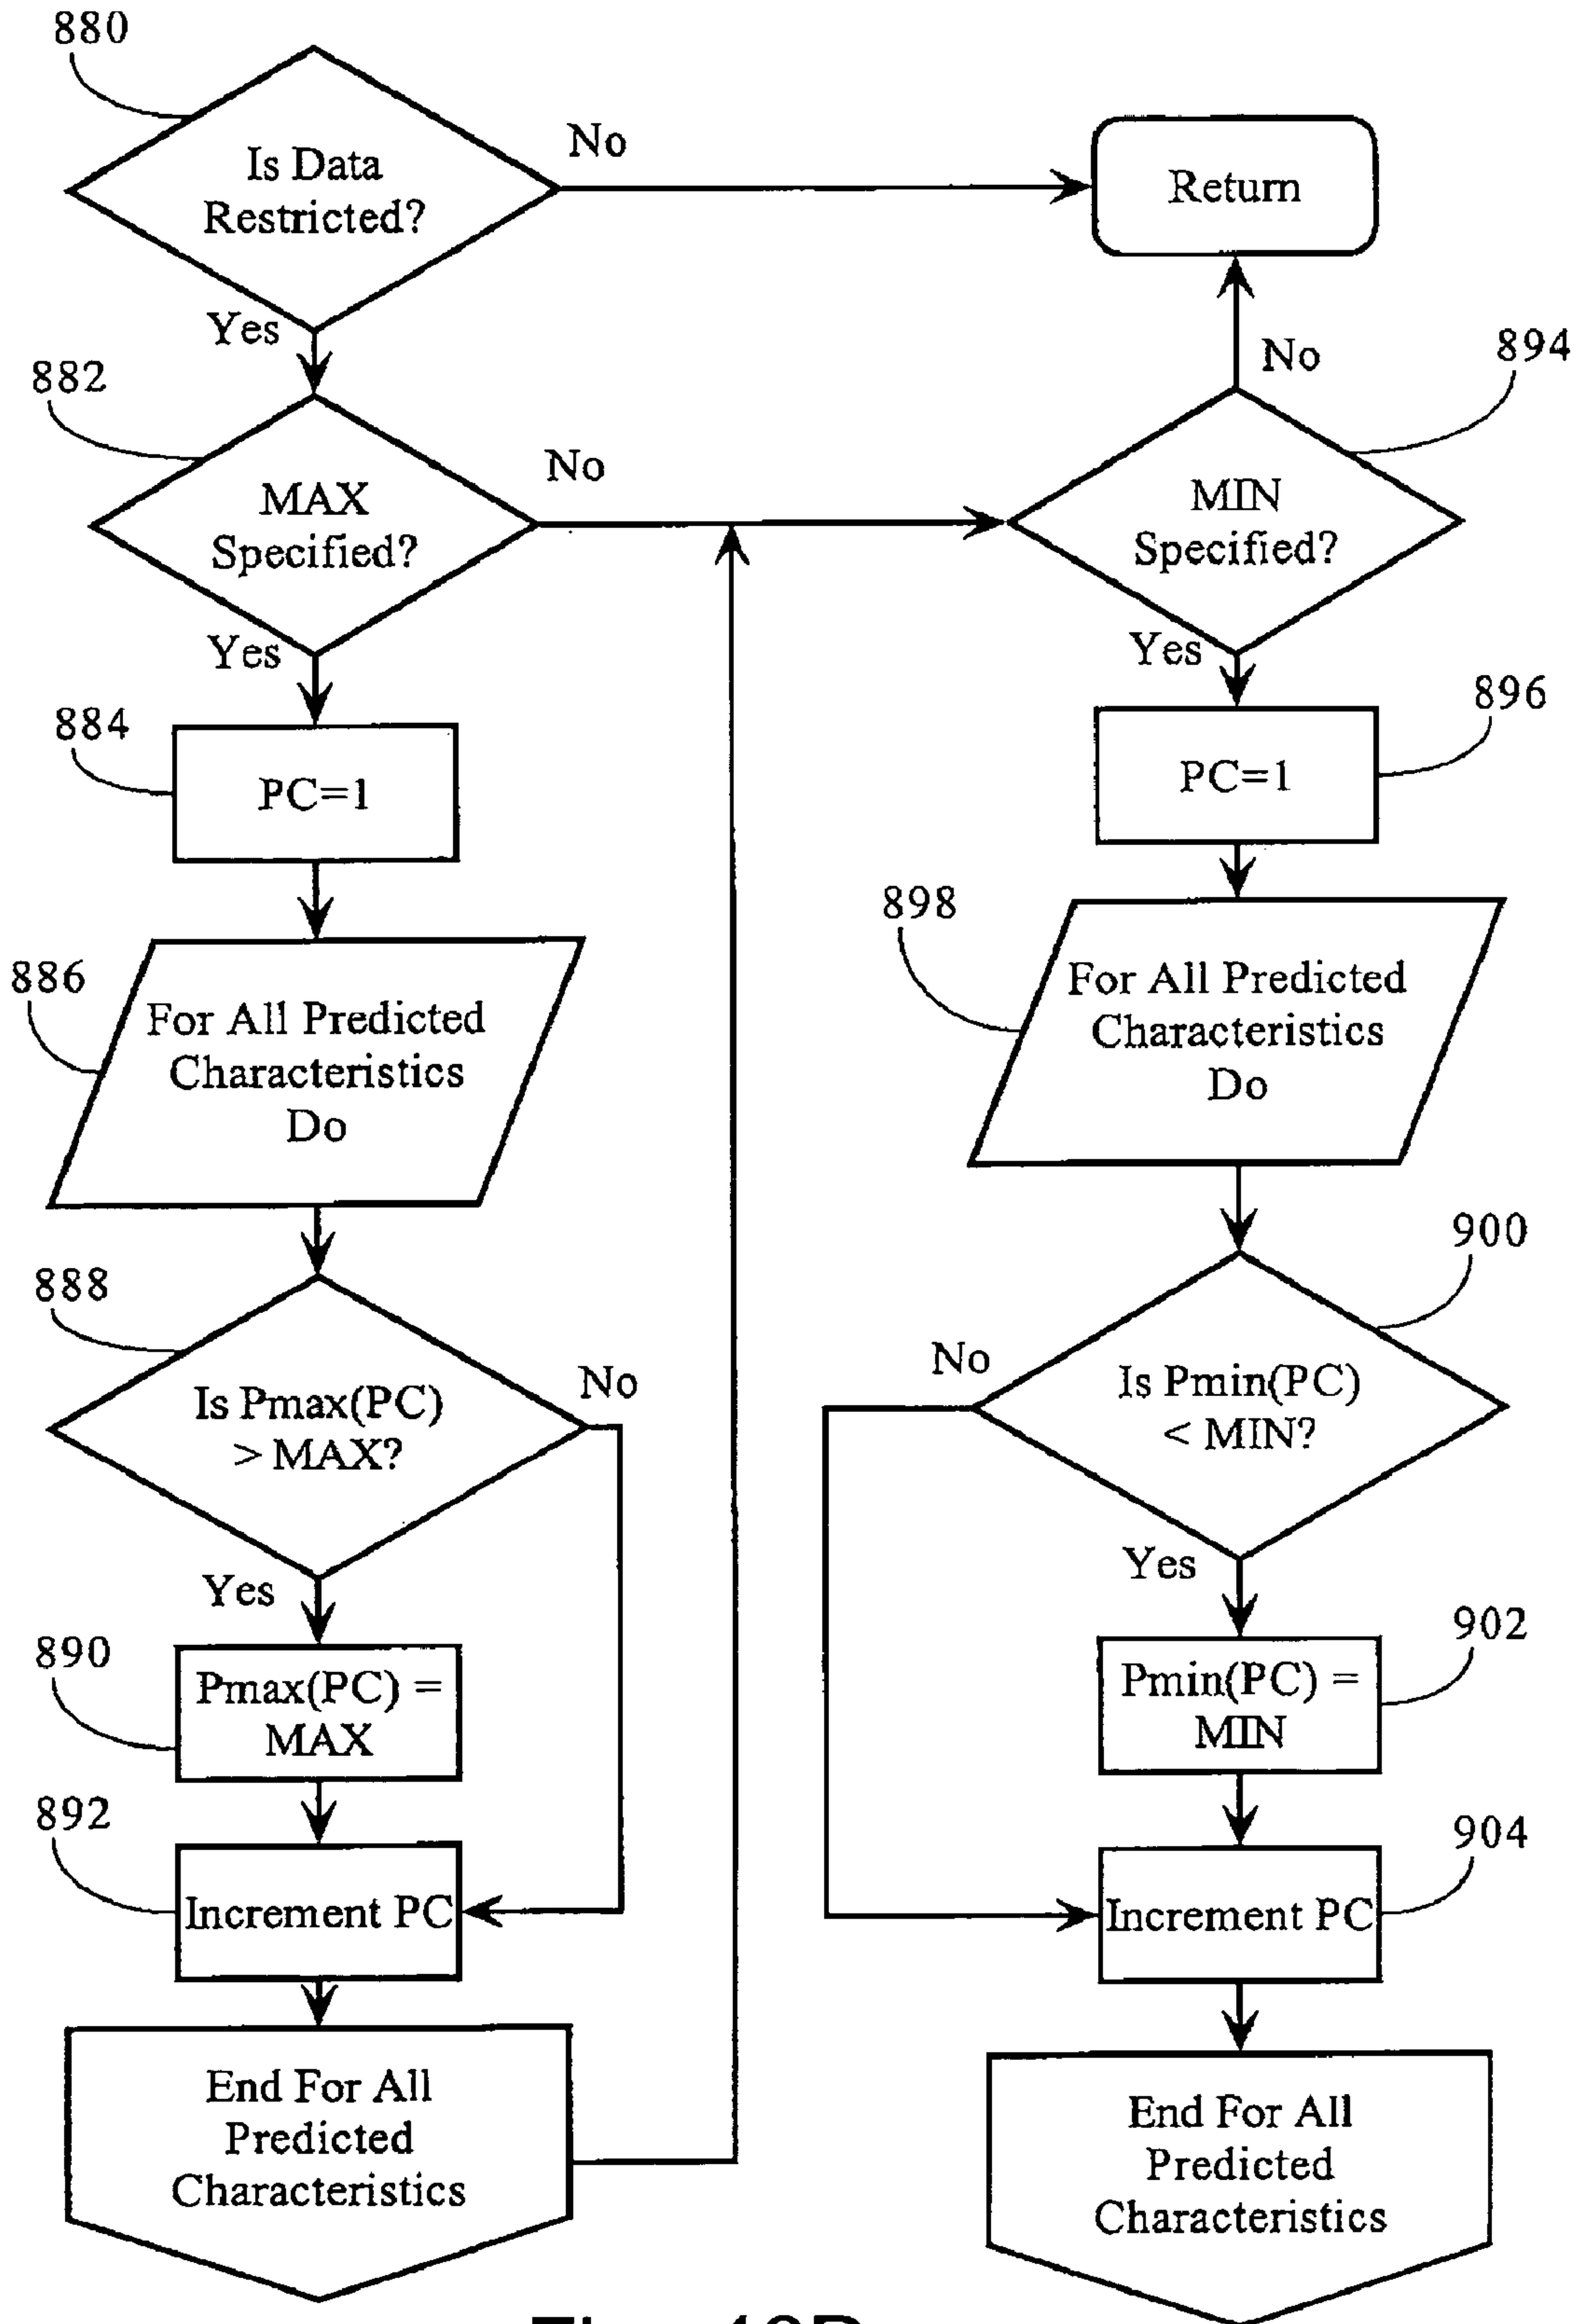 880
Is Data
Restricted?
No
Return
Yes
882
MAX
Specified?
No
894
No
MIN
Specified?
Yes
Yes
884
PC=1
896
PC=1
886
For All Predicted
Characteristics
Do
898
For All Predicted
Characteristics
Do
888
Is Pmax(PC)
> MAX?
No
Yes
900
Is Pmin(PC)
< MIN?
No
Yes
890
Pmax(PC) =
MAX
902
Pmin(PC) =
MIN
892
Increment PC
904
Increment PC
End For All
Predicted
Characteristics
End For All
Predicted
Characteristics